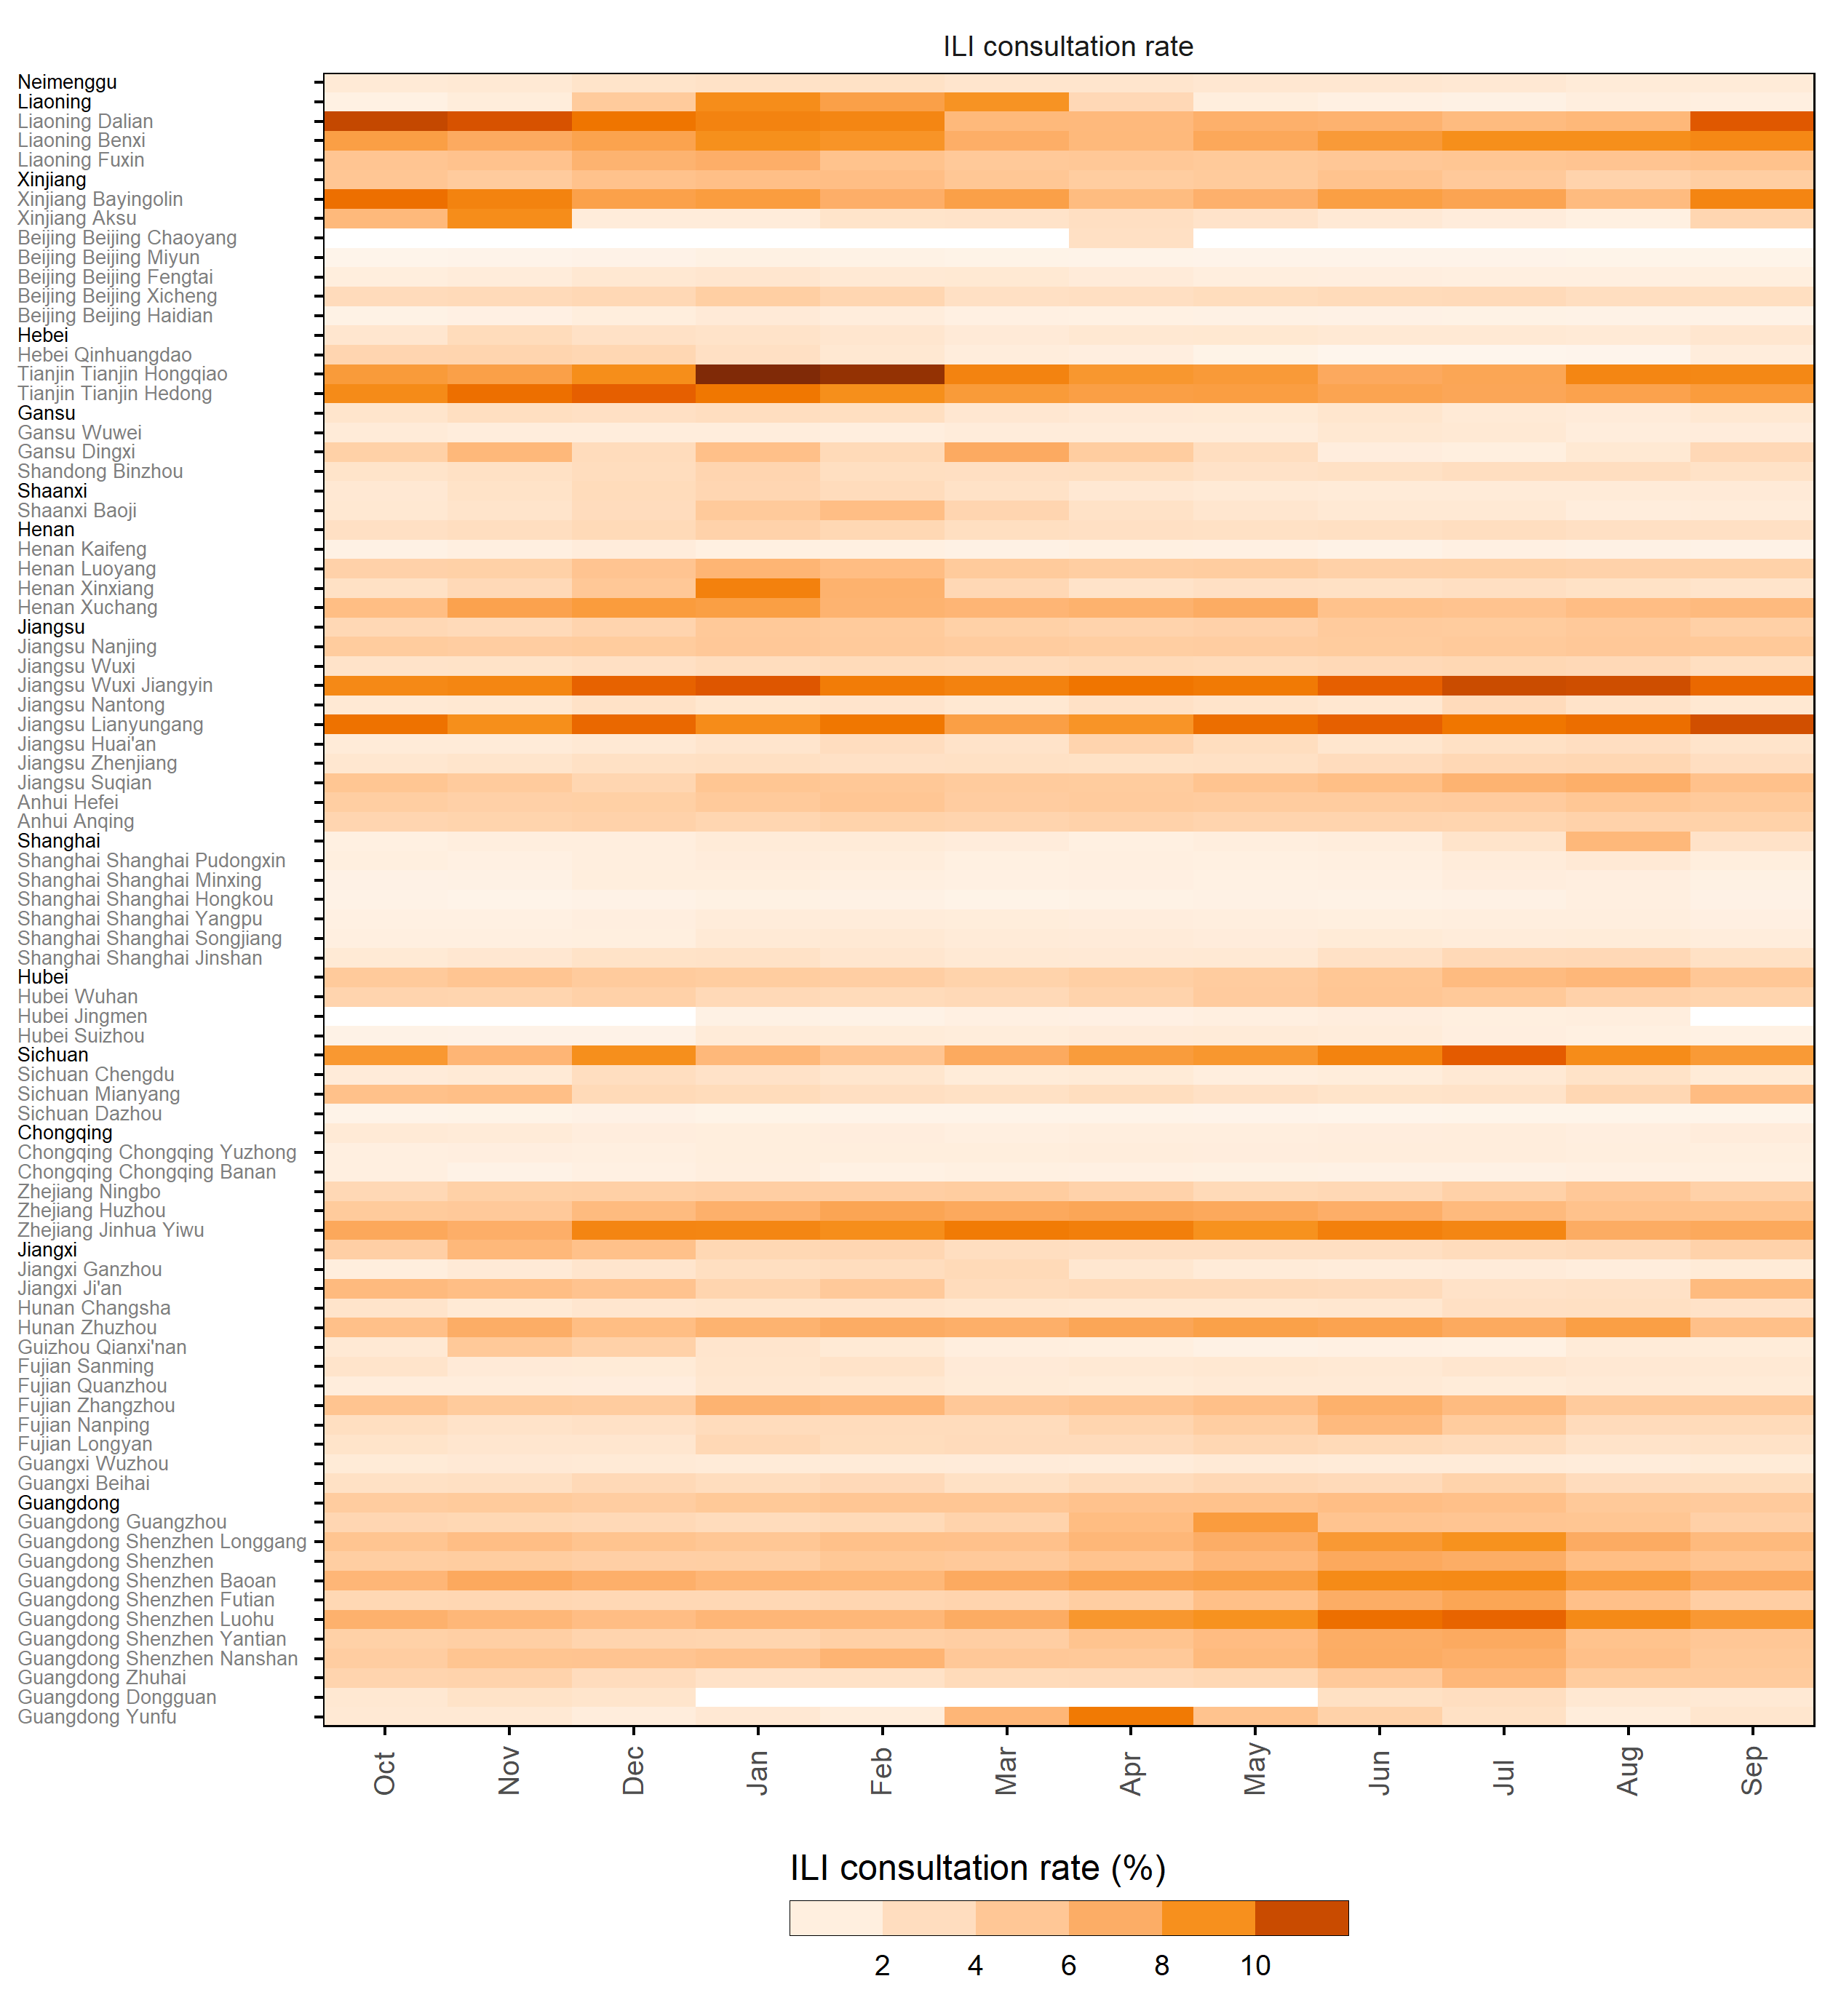 ILI consultation rate
Neimenggu
Liaoning
Liaoning Dalian
Liaoning Benxi
Liaoning Fuxin
Xinjiang
Xinjiang Bayingolin
Xinjiang Aksu
Beijing Beijing Chaoyang
Beijing Beijing Miyun
Beijing Beijing Fengtai
Beijing Beijing Xicheng
Beijing Beijing Haidian
Hebei
Hebei Qinhuangdao
Tianjin Tianjin Hongqiao
Tianjin Tianjin Hedong
Gansu
Gansu Wuwei
Gansu Dingxi
Shandong Binzhou
Shaanxi
Shaanxi Baoji
Henan
Henan Kaifeng
Henan Luoyang
Henan Xinxiang
Henan Xuchang
Jiangsu
Jiangsu Nanjing
Jiangsu Wuxi
Jiangsu Wuxi Jiangyin
Jiangsu Nantong
Jiangsu Lianyungang
Jiangsu Huai'an
Jiangsu Zhenjiang
Jiangsu Suqian
Anhui Hefei
Anhui Anqing
Shanghai
Shanghai Shanghai Pudongxin
Shanghai Shanghai Minxing
Shanghai Shanghai Hongkou
Shanghai Shanghai Yangpu
Shanghai Shanghai Songjiang
Shanghai Shanghai Jinshan
Hubei
Hubei Wuhan
Hubei Jingmen
Hubei Suizhou
Sichuan
Sichuan Chengdu
Sichuan Mianyang
Sichuan Dazhou
Chongqing
Chongqing Chongqing Yuzhong
Chongqing Chongqing Banan
Zhejiang Ningbo
Zhejiang Huzhou
Zhejiang Jinhua Yiwu
Jiangxi
Jiangxi Ganzhou
Jiangxi Ji'an
Hunan Changsha
Hunan Zhuzhou
Guizhou Qianxi'nan
Fujian Sanming
Fujian Quanzhou
Fujian Zhangzhou
Fujian Nanping
Fujian Longyan
Guangxi Wuzhou
Guangxi Beihai
Guangdong
Guangdong Guangzhou
Guangdong Shenzhen Longgang
Guangdong Shenzhen
Guangdong Shenzhen Baoan
Guangdong Shenzhen Futian
Guangdong Shenzhen Luohu
Guangdong Shenzhen Yantian
Guangdong Shenzhen Nanshan
Guangdong Zhuhai
Guangdong Dongguan
Guangdong Yunfu
Oct Nov Dec Jan Feb Mar Apr May Jun Jul Aug Sep
ILI consultation rate (%)
2 4 6 8 10